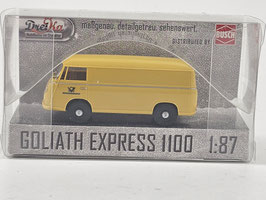 DreiKa
maßgenau. detailgetreu. sehenswert.
DISTRIBUTED BY
BUSCH
GOLIATH EXPRESS 1100 1:87